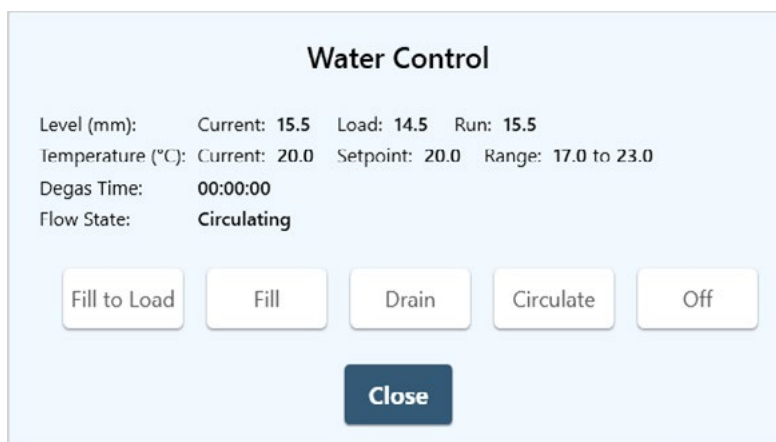 Water Control
Level (mm): Current: 15.5 Load: 14.5 Run: 15.5
Temperature (°C): Current: 20.0 Setpoint: 20.0 Range: 17.0 to 23.0
Degas Time: 00:00:00
Flow State: Circulating
Fill to Load Fill Drain Circulate Off
Close